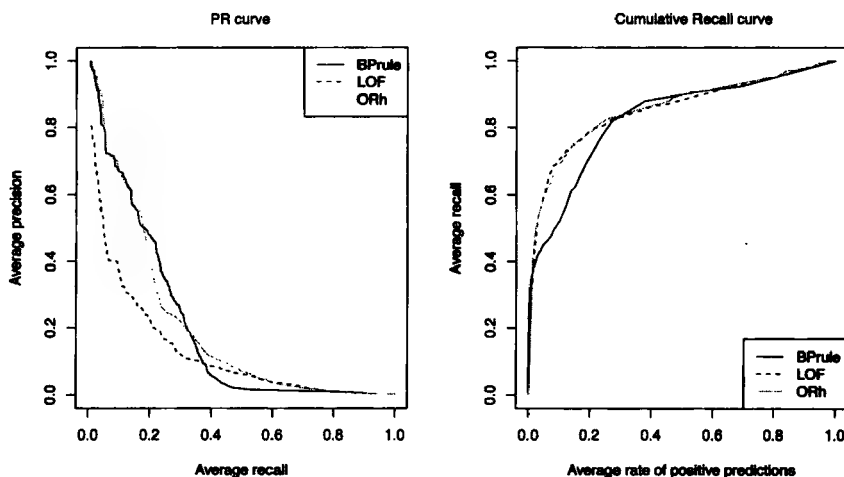 PR curve
BPrule
LOF
ORh
Average precision
0.0
0.2
0.4
0.6
0.8
1.0
0.0 0.2 0.4 0.6 0.8 1.0
Average recall
Cumulative Recall curve
Average recall
0.0
0.2
0.4
0.6
0.8
1.0
BPrule
LOF
ORh
0.0 0.2 0.4 0.6 0.8 1.0
Average rate of positive predictions